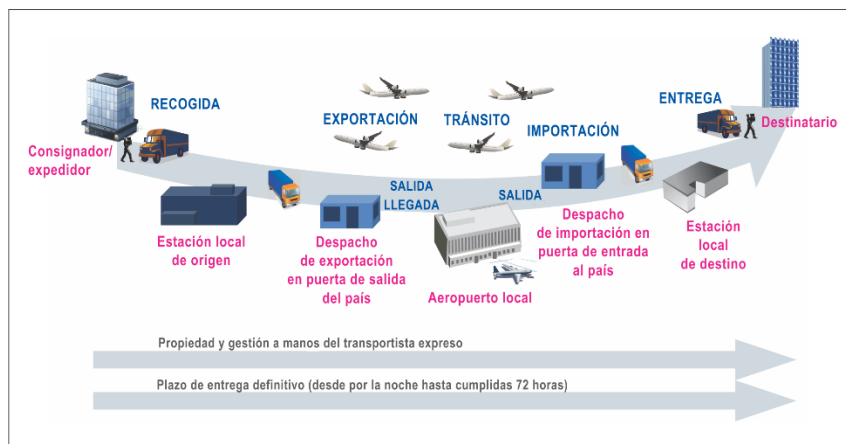 RECOGIDA
EXPORTACIÓN
TRÁNSITO
IMPORTACIÓN
ENTREGA
Destinatario
Consignador/
expedidor
SALIDA
LLEGADA
SALIDA
Estación local
de origen
Despacho
de exportación
en puerta de salida
del país
Aeropuerto local
Despacho
de importación en
puerta de entrada
al país
Estación
local
de destino
Propiedad y gestión a manos del transportista expreso
Plazo de entrega definitivo (desde por la noche hasta cumplidas 72 horas)